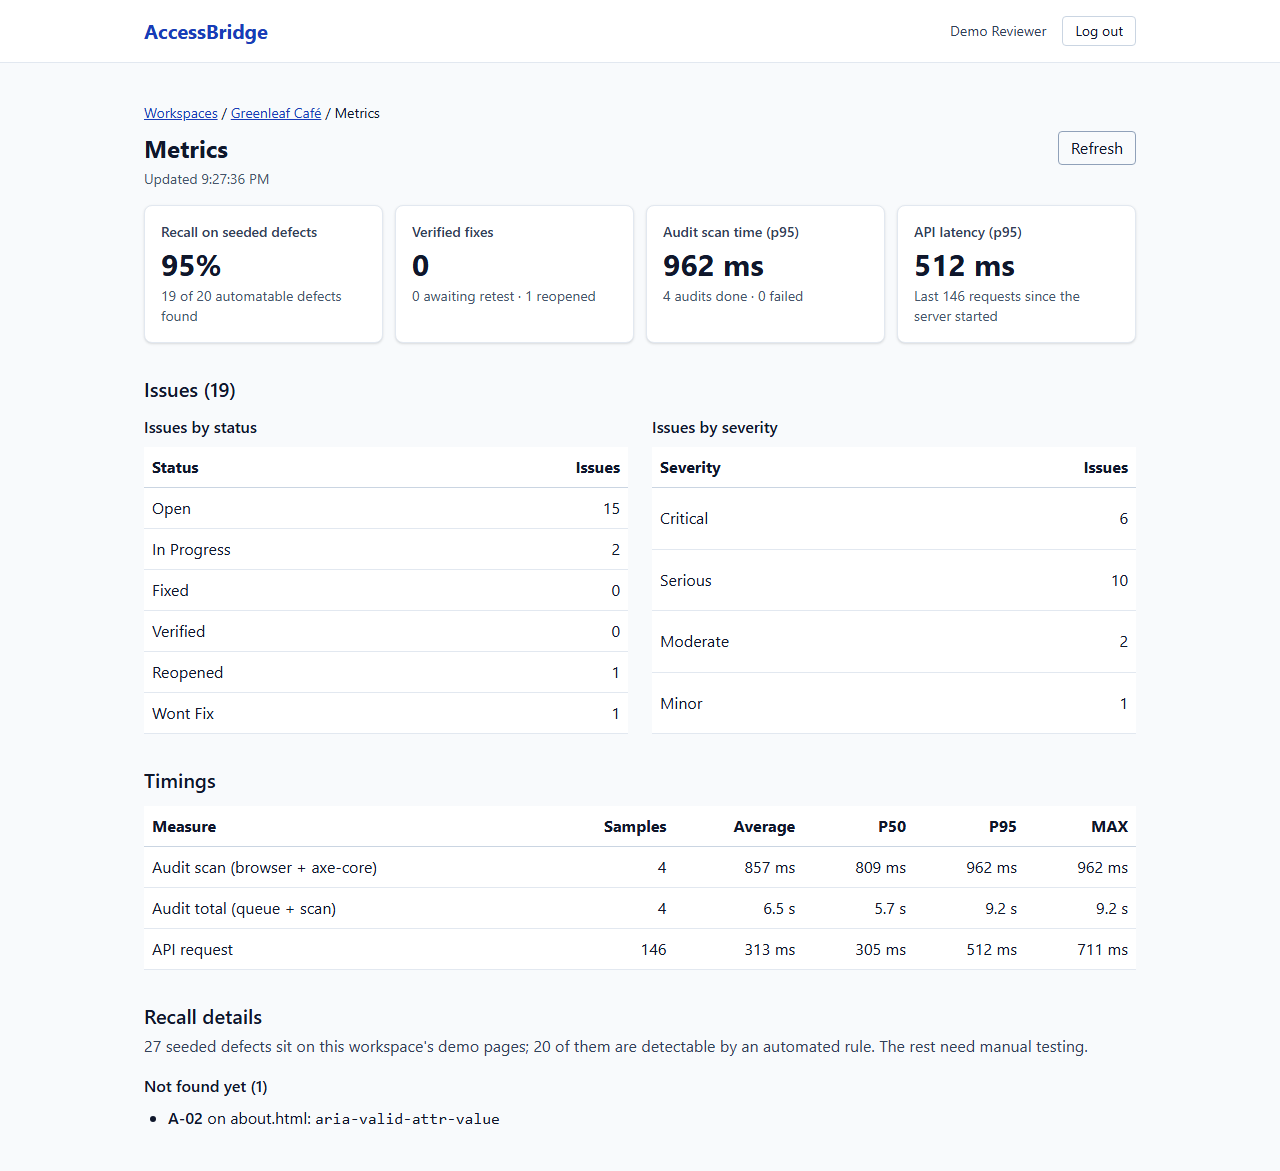 AccessBridge
Demo Reviewer
Log out
Workspaces / Greenleaf Café / Metrics
Metrics
Refresh
Updated 9:27:36 PM
Recall on seeded defects
95%
19 of 20 automatable defects
found
Verified fixes
0
0 awaiting retest · 1 reopened
Audit scan time (p95)
962 ms
4 audits done · 0 failed
API latency (p95)
512 ms
Last 146 requests since the
server started
Issues (19)
Issues by status
Status Issues
Open 15
In Progress 2
Fixed 0
Verified 0
Reopened 1
Wont Fix 1
Issues by severity
Severity Issues
Critical 6
Serious 10
Moderate 2
Minor 1
Timings
Measure Samples Average P50 P95 MAX
Audit scan (browser + axe-core) 4 857 ms 809 ms 962 ms 962 ms
Audit total (queue + scan) 4 6.5 s 5.7 s 9.2 s 9.2 s
API request 146 313 ms 305 ms 512 ms 711 ms
Recall details
27 seeded defects sit on this workspace's demo pages; 20 of them are detectable by an automated rule. The rest need manual testing.
Not found yet (1)
• A-02 on about.html: aria-valid-attr-value